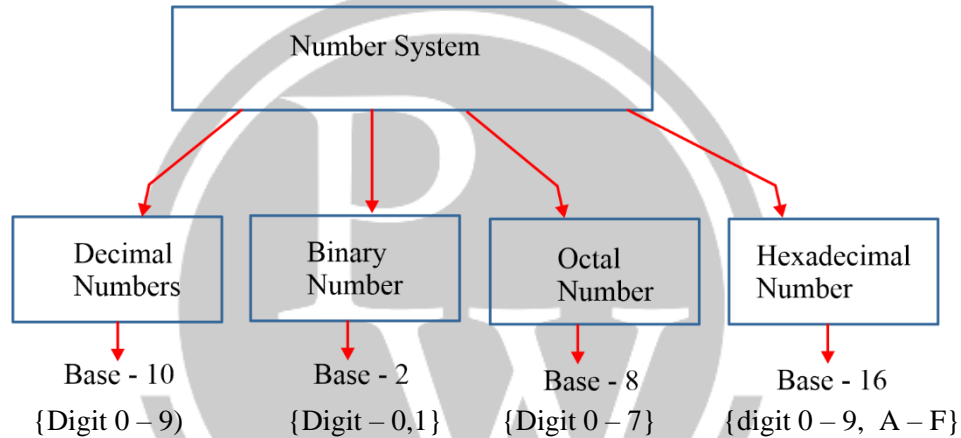 Number System
Decimal
Numbers
Binary
Number
Octal
Number
Hexadecimal
Number
Base - 10
{Digit 0 – 9)
Base - 2
{Digit – 0,1}
Base - 8
{Digit 0 – 7}
Base - 16
{digit 0 – 9, A – F}
PW